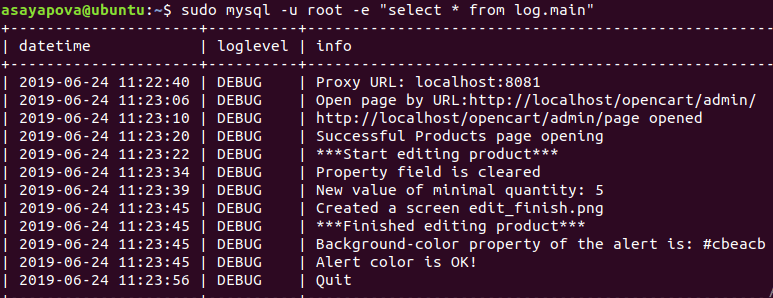 asayapova@ubuntu:~$ sudo mysql -u root -e "select * from log.main"
+---------------------+----------+---------------------------------------------------
| datetime            | loglevel | info
+---------------------+----------+---------------------------------------------------
| 2019-06-24 11:22:40 | DEBUG    | Proxy URL: localhost:8081
| 2019-06-24 11:23:06 | DEBUG    | Open page by URL:http://localhost/opencart/admin/
| 2019-06-24 11:23:10 | DEBUG    | http://localhost/opencart/admin/page opened
| 2019-06-24 11:23:20 | DEBUG    | Successful Products page opening
| 2019-06-24 11:23:22 | DEBUG    | ***Start editing product***
| 2019-06-24 11:23:34 | DEBUG    | Property field is cleared
| 2019-06-24 11:23:39 | DEBUG    | New value of minimal quantity: 5
| 2019-06-24 11:23:45 | DEBUG    | Created a screen edit_finish.png
| 2019-06-24 11:23:45 | DEBUG    | ***Finished editing product***
| 2019-06-24 11:23:45 | DEBUG    | Background-color property of the alert is: #cbeacb
| 2019-06-24 11:23:45 | DEBUG    | Alert color is OK!
| 2019-06-24 11:23:56 | DEBUG    | Quit